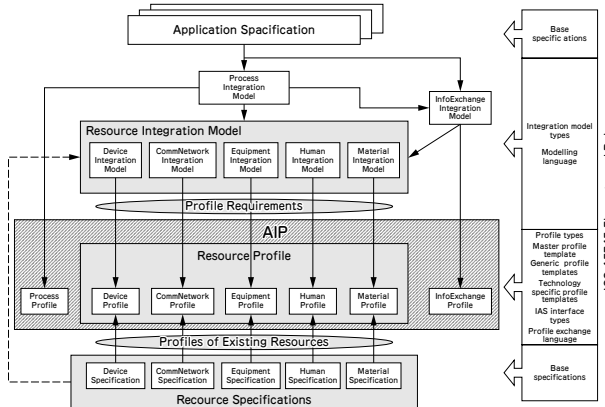 Application Specification
Base
specific ations
Process
Integration
Model
InfoExchange
Integration
Model
Resource Integration Model
Device
Integration
Model
CommNetwork
Integration
Model
Equipment
Integration
Model
Human
Integration
Model
Material
Integration
Model
Integration model
types
Modelling
language
Profile Requirements
AIP
Resource Profile
Process
Profile
Device
Profile
CommNetwork
Profile
Equipment
Profile
Human
Profile
Material
Profile
InfoExchange
Profile
Profile types
Master profile
template
Generic profile
templates
Technology
specific profile
templates
IAS interface
types
Profile exchange
language
Profiles of Existing Resources
Device
Specification
CommNetwork
Specification
Equipment
Specification
Human
Specification
Material
Specification
Recource Specifications
Base
specifications